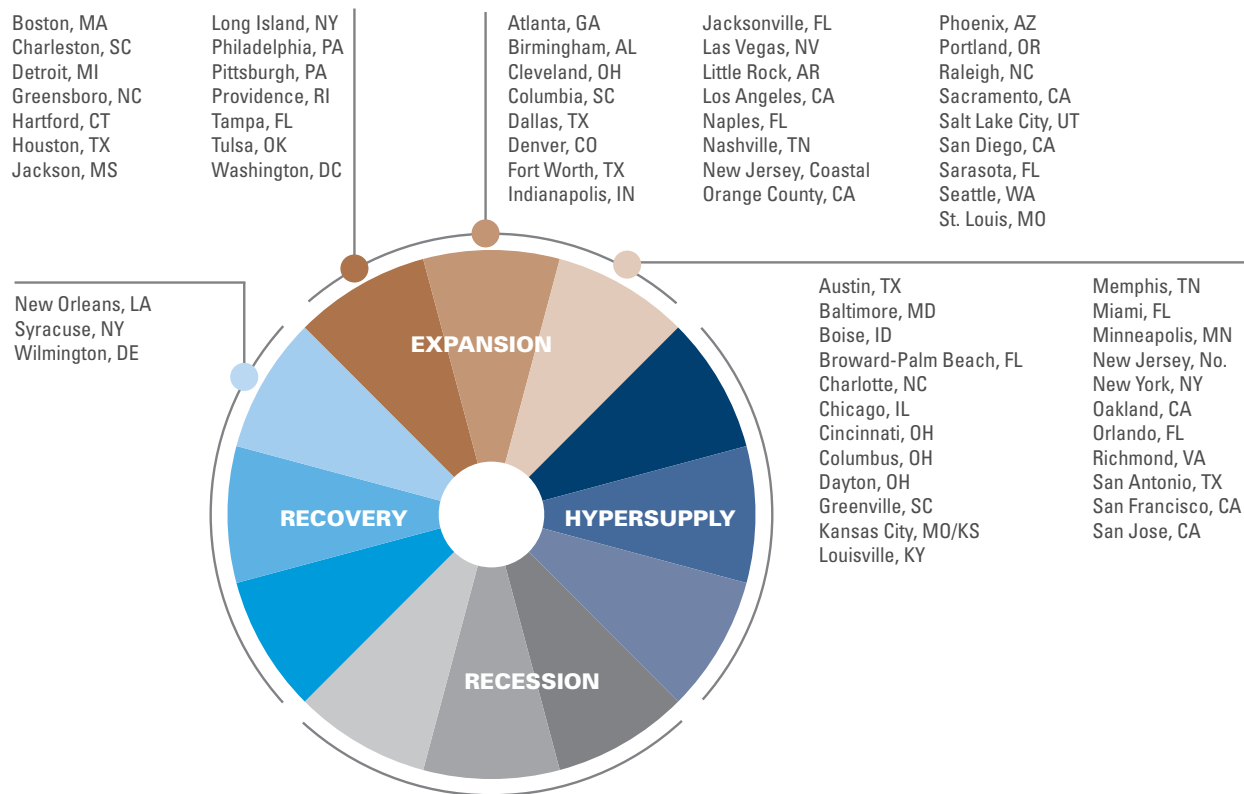 Boston, MA
Charleston, SC
Detroit, MI
Greensboro, NC
Hartford, CT
Houston, TX
Jackson, MS
Long Island, NY
Philadelphia, PA
Pittsburgh, PA
Providence, RI
Tampa, FL
Tulsa, OK
Washington, DC
Atlanta, GA
Birmingham, AL
Cleveland, OH
Columbia, SC
Dallas, TX
Denver, CO
Fort Worth, TX
Indianapolis, IN
Jacksonville, FL
Las Vegas, NV
Little Rock, AR
Los Angeles, CA
Naples, FL
Nashville, TN
New Jersey, Coastal
Orange County, CA
Phoenix, AZ
Portland, OR
Raleigh, NC
Sacramento, CA
Salt Lake City, UT
San Diego, CA
Sarasota, FL
Seattle, WA
St. Louis, MO
New Orleans, LA
Syracuse, NY
Wilmington, DE
EXPANSION
RECOVERY
HYPERSUPPLY
RECESSION
Austin, TX
Baltimore, MD
Boise, ID
Broward-Palm Beach, FL
Charlotte, NC
Chicago, IL
Cincinnati, OH
Columbus, OH
Dayton, OH
Greenville, SC
Kansas City, MO/KS
Louisville, KY
Memphis, TN
Miami, FL
Minneapolis, MN
New Jersey, No.
New York, NY
Oakland, CA
Orlando, FL
Richmond, VA
San Antonio, TX
San Francisco, CA
San Jose, CA